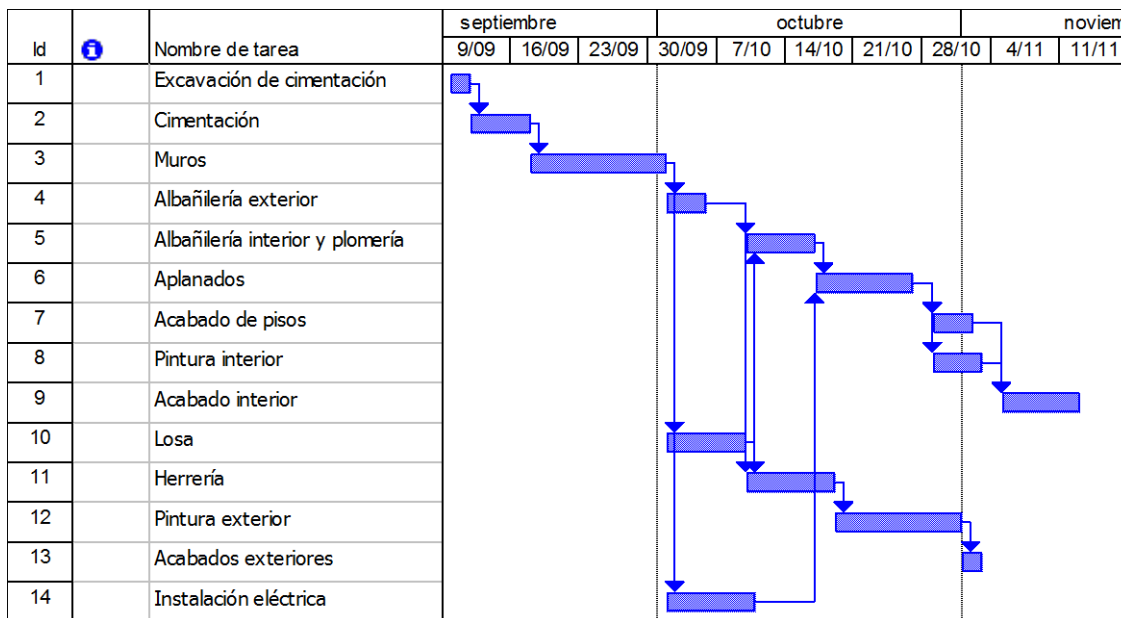 septiembre octubre noviem
Id Nombre de tarea 9/09 16/09 23/09 30/09 7/10 14/10 21/10 28/10 4/11 11/11
1 Excavación de cimentación
2 Cimentación
3 Muros
4 Albañilería exterior
5 Albañilería interior y plomería
6 Aplanados
7 Acabado de pisos
8 Pintura interior
9 Acabado interior
10 Losa
11 Herrería
12 Pintura exterior
13 Acabados exteriores
14 Instalación eléctrica